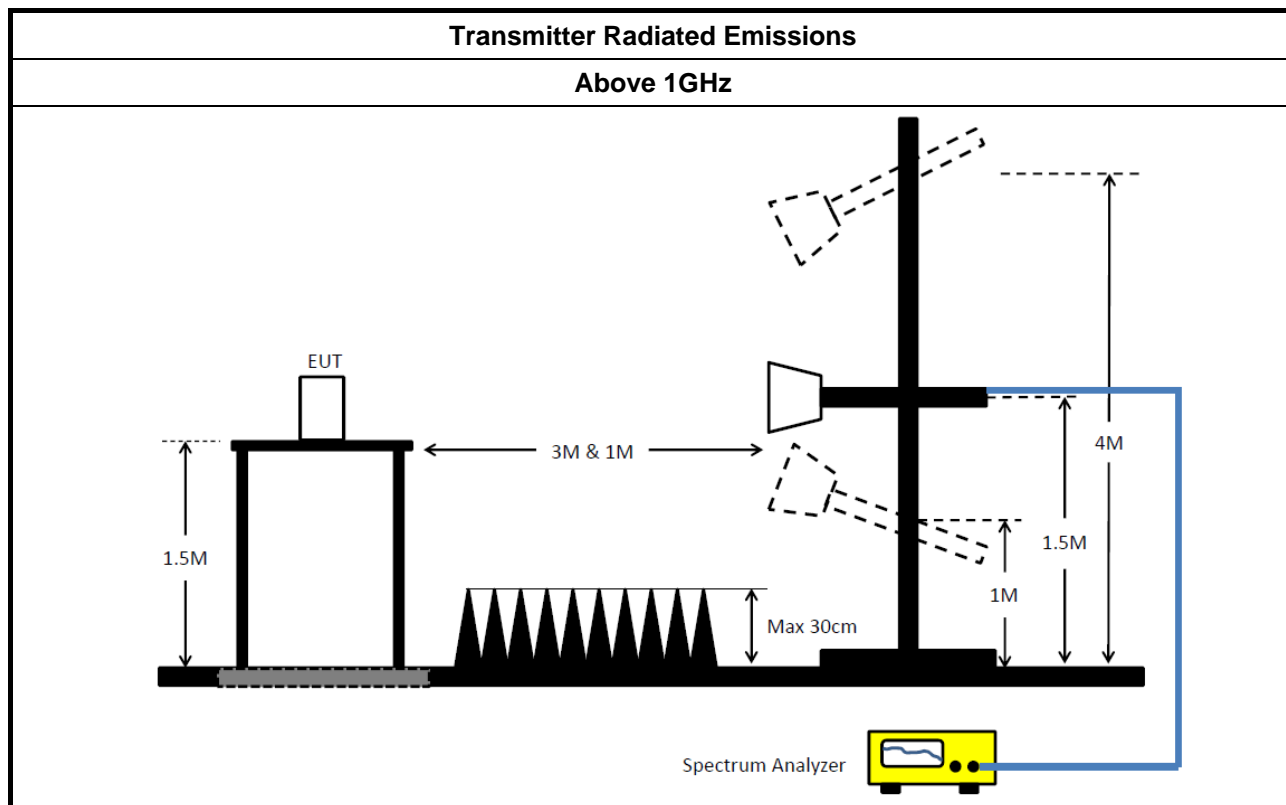 Transmitter Radiated Emissions
Above 1GHz
EUT
3M & 1M
4M
1.5M
1.5M
1M
Max 30cm
Spectrum Analyzer